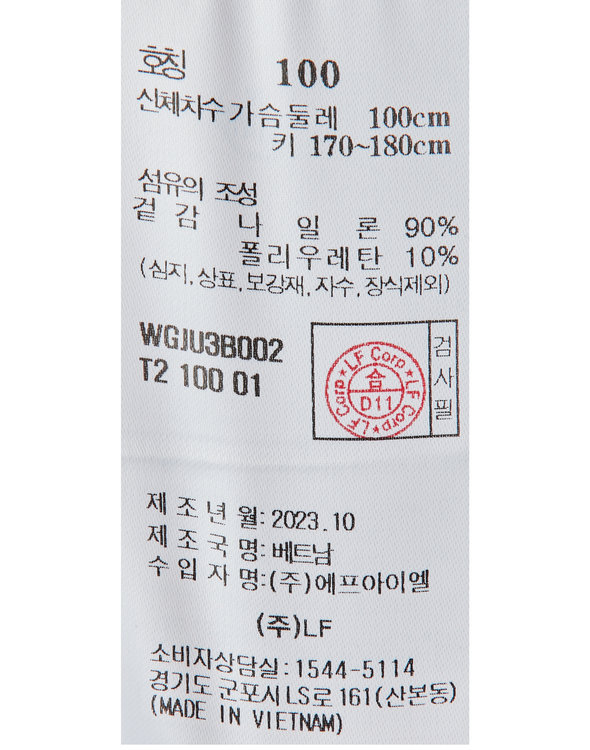 호칭 100
신체치수 가슴둘레 100cm
키 170~180cm
섬유의 조성
겉감 나일론 90%
폴리우레탄 10%
(심지,상표,보강재,자수,장식제외)
WGJU3B002
T2 100 01
LF Corp★LF Corp★LF Corp★
合
D11
검사필
제조년월:2023.10
제조국명:베트남
수입자명:(주)에프아이엘
(주)LF
소비자상담실:1544-5114
경기도 군포시 LS로 161(산본동)
(MADE IN VIETNAM)